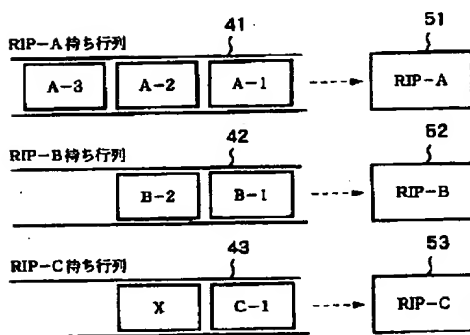 41
51
RIP-A待ち行列
A-3 A-2 A-1 RIP-A
42
52
RIP-B待ち行列
B-2 B-1 RIP-B
43
53
RIP-C待ち行列
X C-1 RIP-C